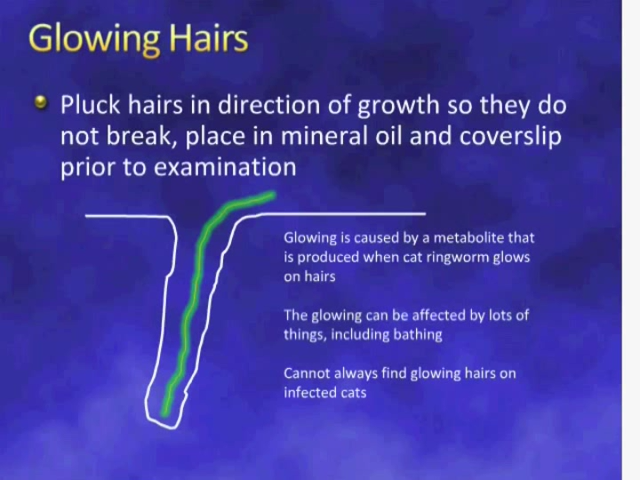 Glowing Hairs
Pluck hairs in direction of growth so they do
not break, place in mineral oil and coverslip
prior to examination
Glowing is caused by a metabolite that
is produced when cat ringworm glows
on hairs
The glowing can be affected by lots of
things, including bathing
Cannot always find glowing hairs on
infected cats